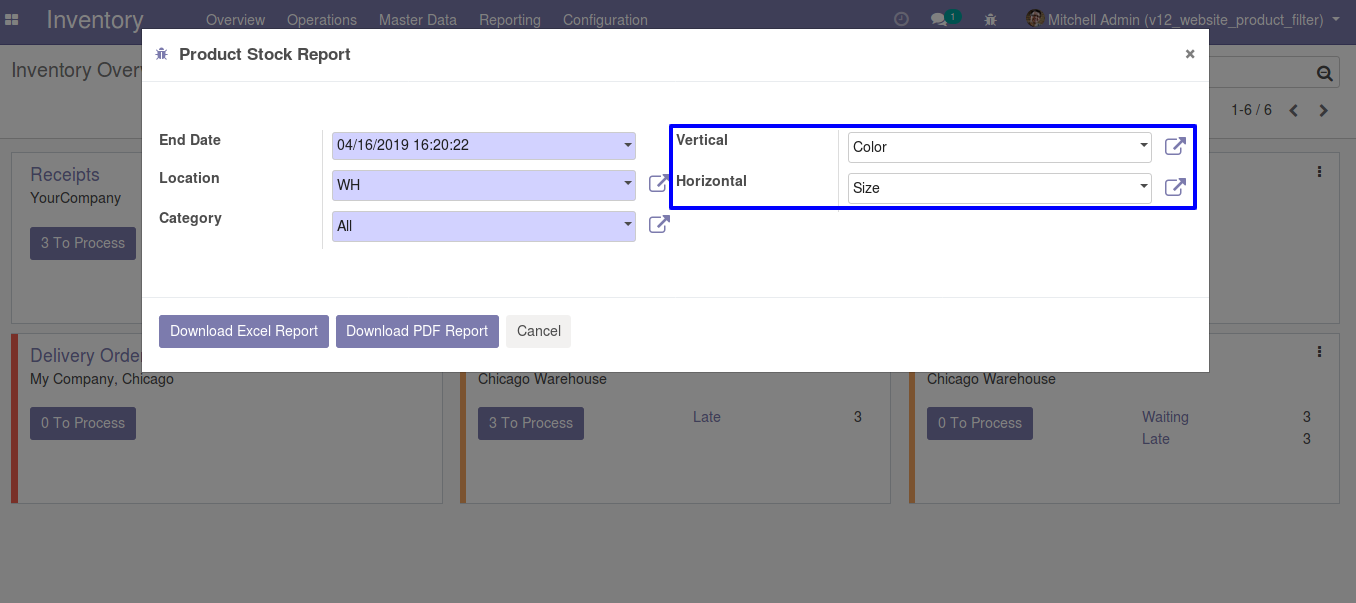 Inventory Overview Operations Master Data Reporting Configuration 1 Mitchell Admin (v12_website_product_filter)
Inventory Over
1-6 / 6
Product Stock Report ×
End Date 04/16/2019 16:20:22
Location WH
Category All
Vertical Color
Horizontal Size
Download Excel Report Download PDF Report Cancel
Receipts
YourCompany
3 To Process
Delivery Orde
My Company, Chicago
0 To Process
Chicago Warehouse
3 To Process Late 3
Chicago Warehouse
0 To Process Waiting 3
Late 3